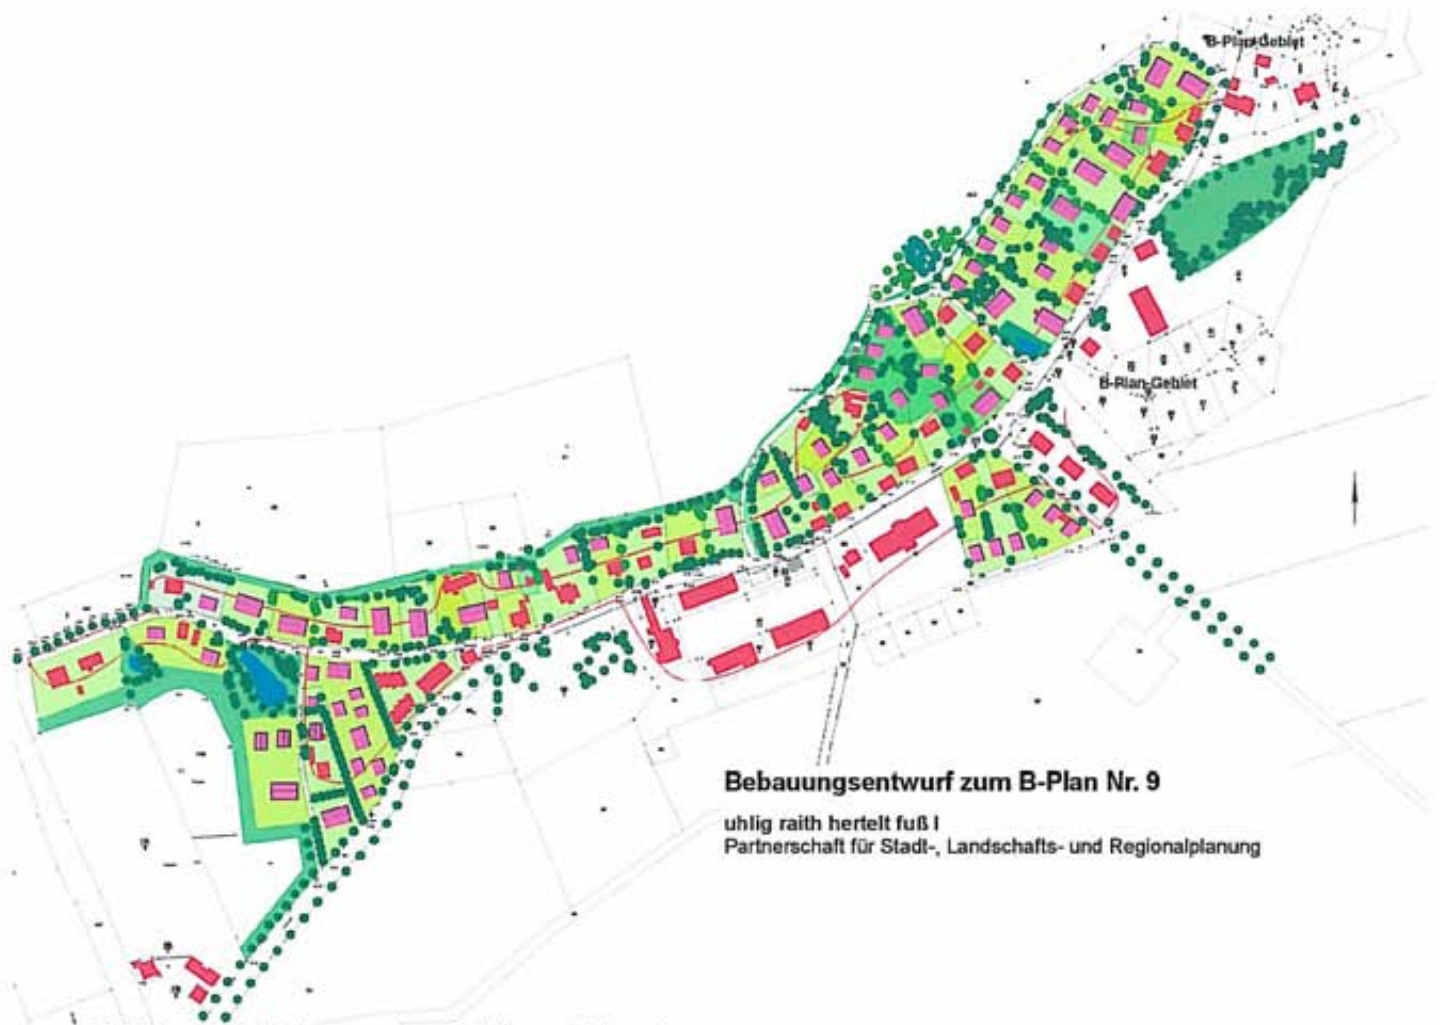 B-Plan-Gebiet
B-Plan-Gebiet
Bebauungsentwurf zum B-Plan Nr. 9
uhlig raith hertelt fuß I
Partnerschaft für Stadt-, Landschafts- und Regionalplanung